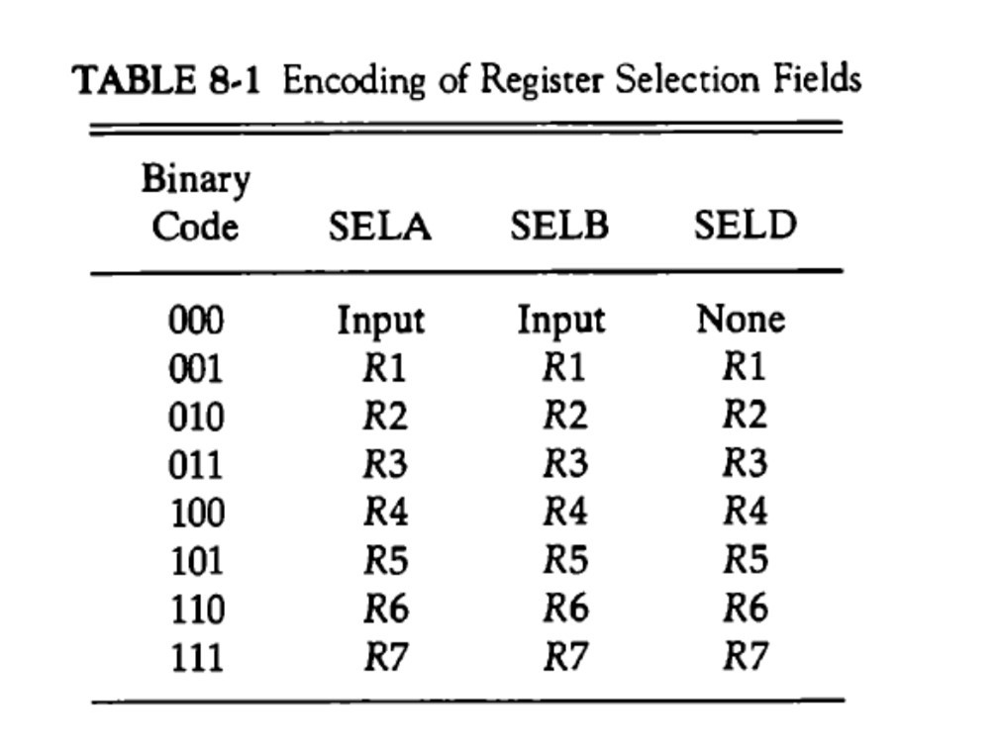 TABLE 8-1 Encoding of Register Selection Fields
Binary
Code SELA SELB SELD
000 Input Input None
001 R1 R1 R1
010 R2 R2 R2
011 R3 R3 R3
100 R4 R4 R4
101 R5 R5 R5
110 R6 R6 R6
111 R7 R7 R7